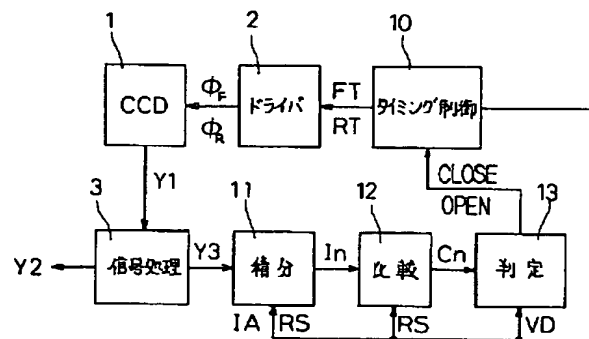 1
2
10
CCD
ΦF
ΦR
ドライバ
FT
RT
タイミング制御
Y1
CLOSE
OPEN
3
11
12
13
Y2
信号処理
Y3
積分
In
比較
Cn
判定
IA
RS
RS
VD